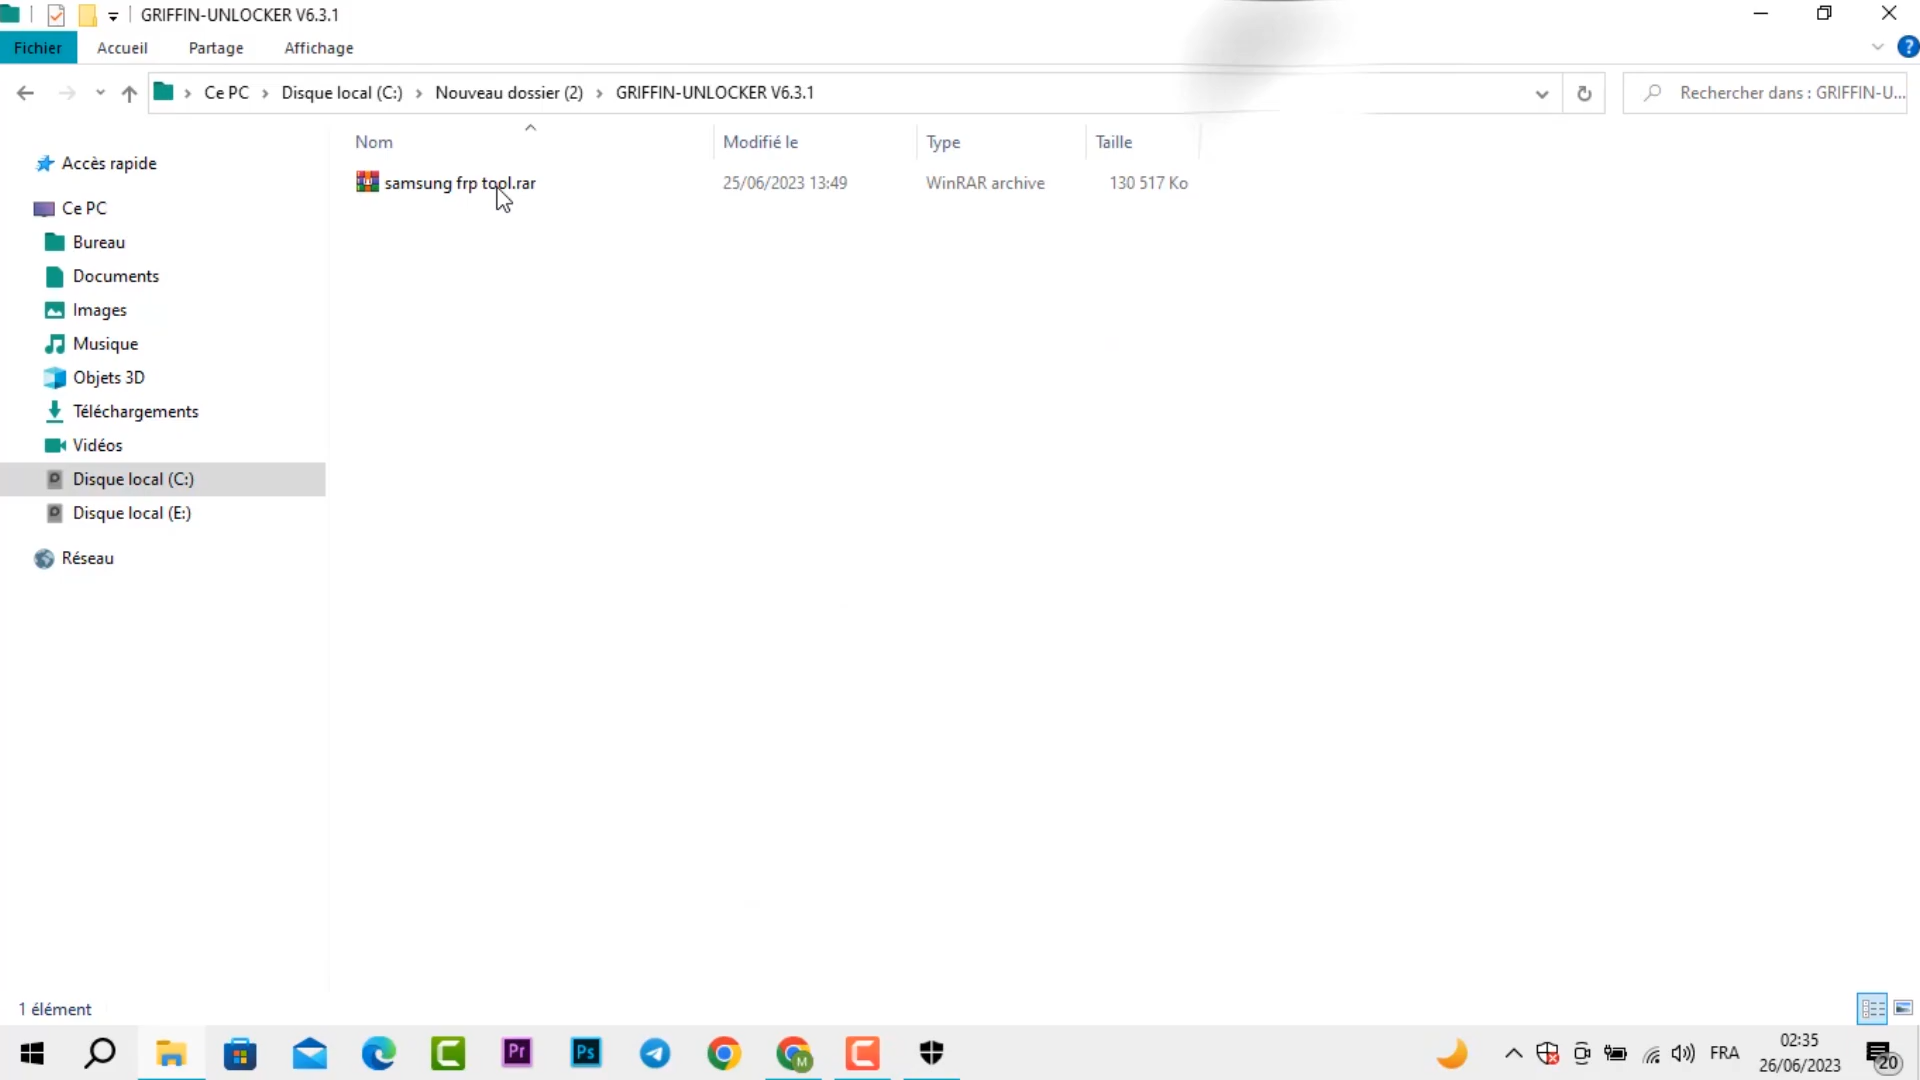 GRIFFIN-UNLOCKER V6.3.1
Fichier Accueil Partage Affichage
Ce PC › Disque local (C:) › Nouveau dossier (2) › GRIFFIN-UNLOCKER V6.3.1
Rechercher dans : GRIFFIN-U...
Nom Modifié le Type Taille
samsung frp tool.rar 25/06/2023 13:49 WinRAR archive 130 517 Ko
Accès rapide
Ce PC
Bureau
Documents
Images
Musique
Objets 3D
Téléchargements
Vidéos
Disque local (C:)
Disque local (E:)
Réseau
1 élément
Pr
Ps
M
FRA
02:35
26/06/2023
20